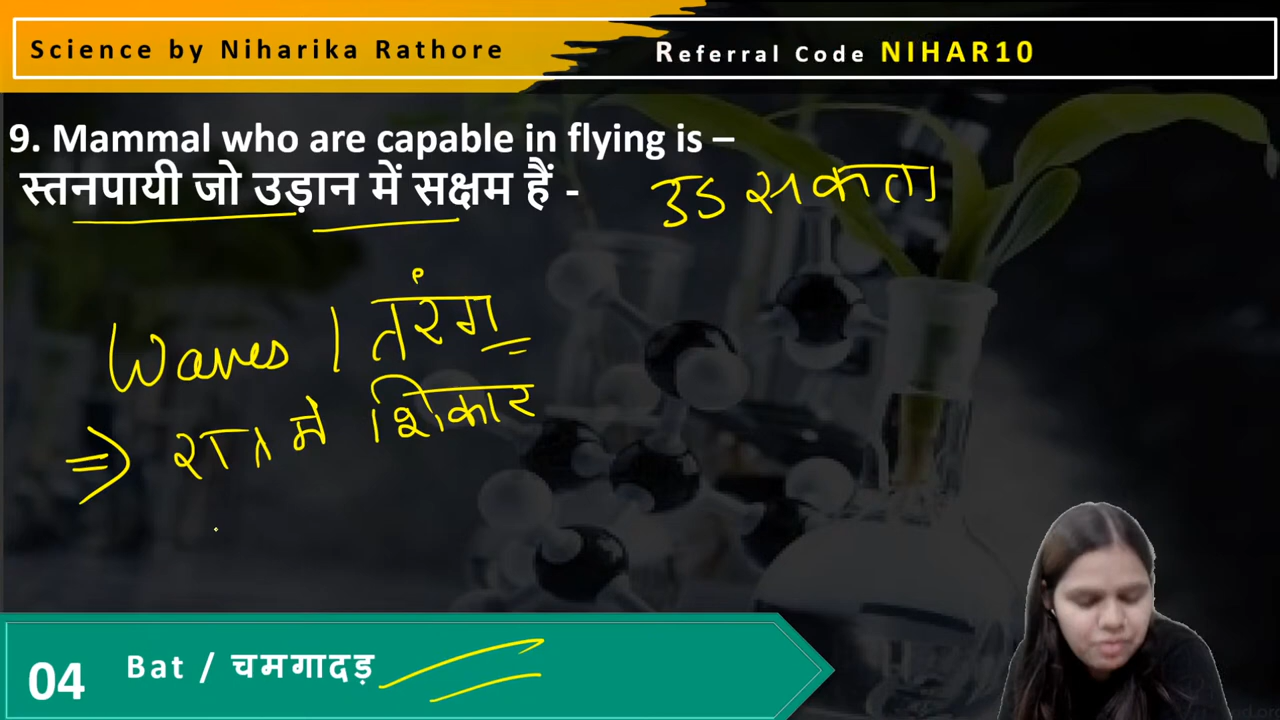 Science by Niharika Rathore
Referral Code NIHAR10
9. Mammal who are capable in flying is –
स्तनपायी जो उड़ान में सक्षम हैं -
उड सकता
Waves / तरंग
⇒ रात्र में शिकार
04 Bat / चमगादड़